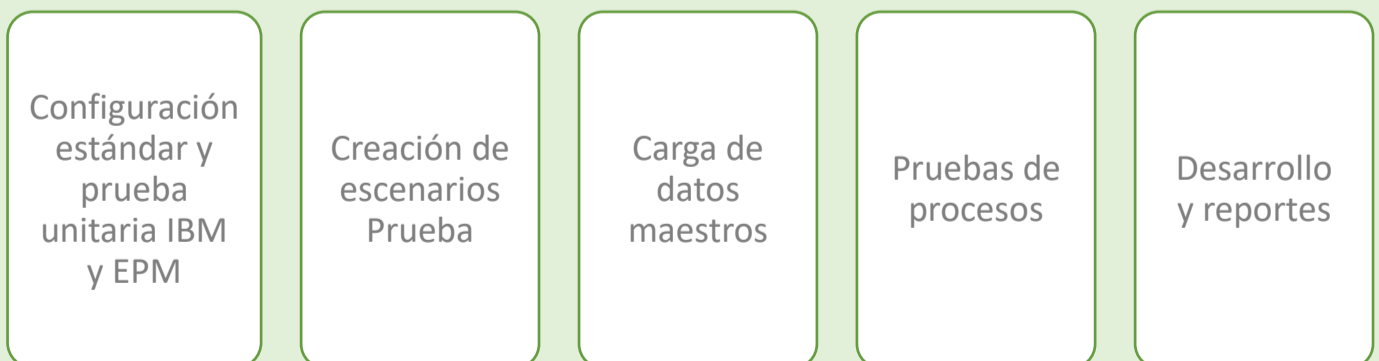 Configuración
estándar y
prueba
unitaria IBM
y EPM
Creación de
escenarios
Prueba
Carga de
datos
maestros
Pruebas de
procesos
Desarrollo
y reportes